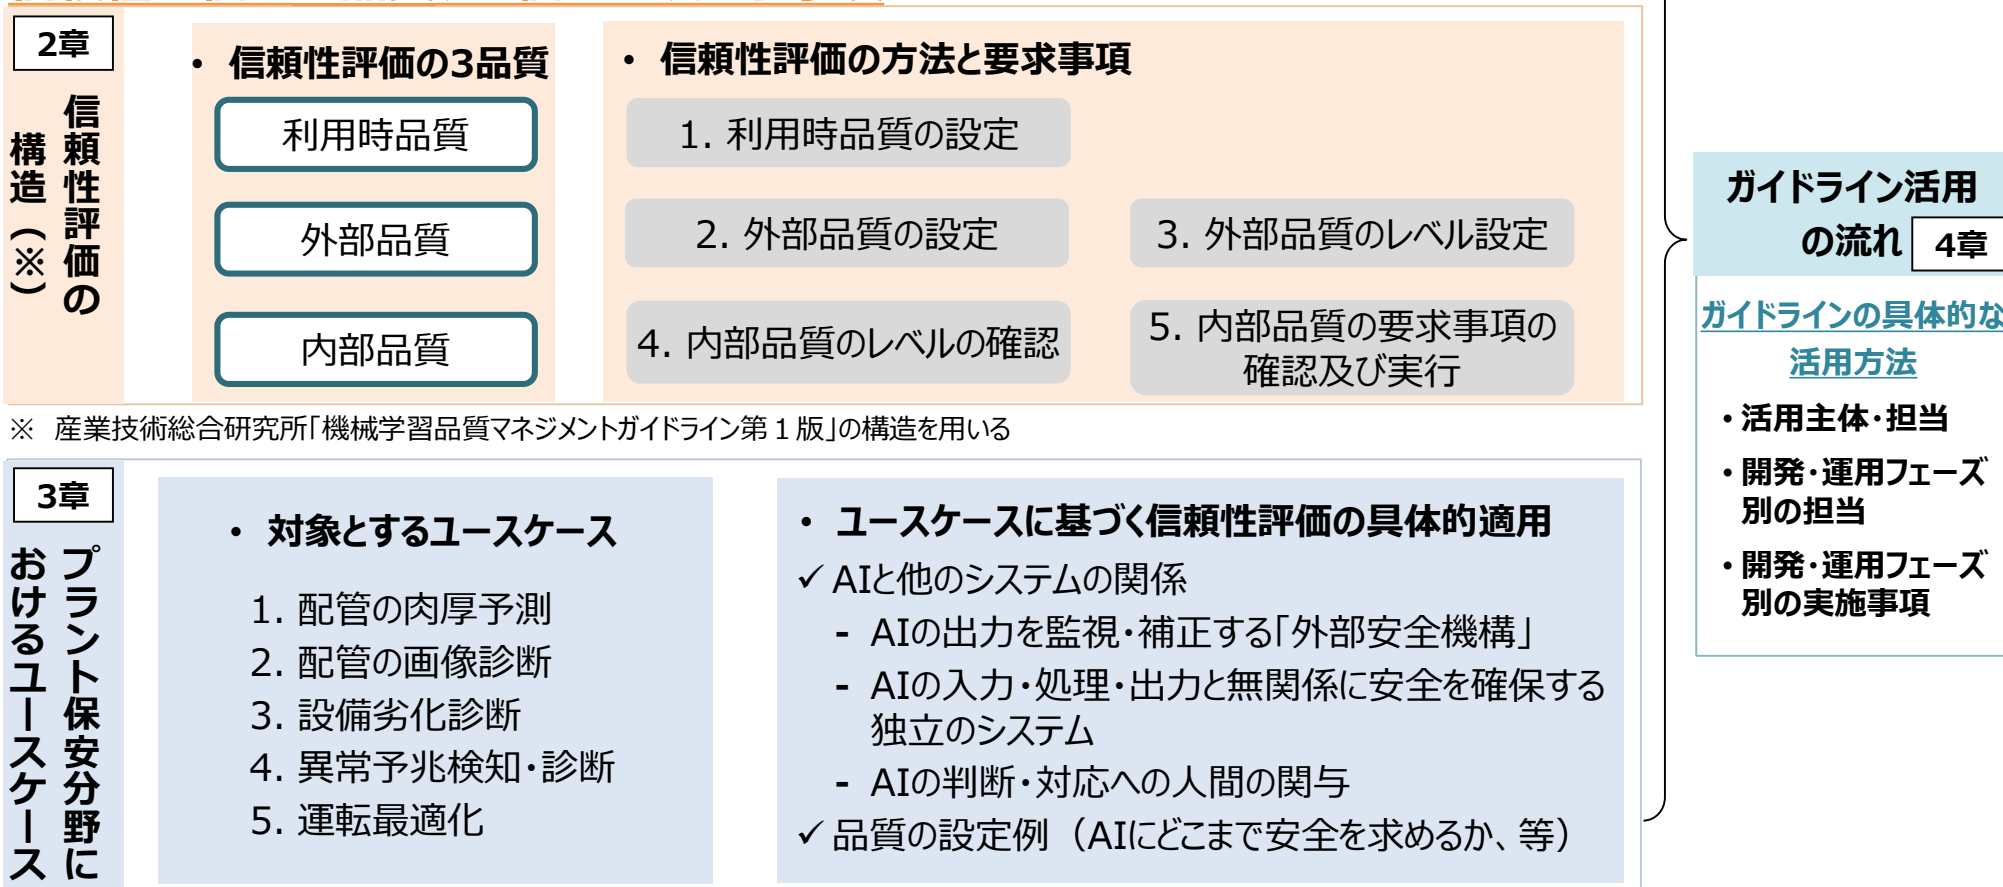 2章
信頼性評価の
構造（※）
・ 信頼性評価の3品質
利用時品質
外部品質
内部品質
・ 信頼性評価の方法と要求事項
1. 利用時品質の設定
2. 外部品質の設定
3. 外部品質のレベル設定
4. 内部品質のレベルの確認
5. 内部品質の要求事項の
確認及び実行
※ 産業技術総合研究所｢機械学習品質マネジメントガイドライン第１版｣の構造を用いる
3章
プラント保安分野に
おけるユースケース
・ 対象とするユースケース
1. 配管の肉厚予測
2. 配管の画像診断
3. 設備劣化診断
4. 異常予兆検知･診断
5. 運転最適化
・ ユースケースに基づく信頼性評価の具体的適用
✓ AIと他のシステムの関係
- AIの出力を監視･補正する｢外部安全機構｣
- AIの入力･処理･出力と無関係に安全を確保する
独立のシステム
- AIの判断･対応への人間の関与
✓ 品質の設定例（AIにどこまで安全を求めるか、等）
ガイドライン活用
の流れ 4章
ガイドラインの具体的な
活用方法
・活用主体･担当
・開発･運用フェーズ
別の担当
・開発･運用フェーズ
別の実施事項